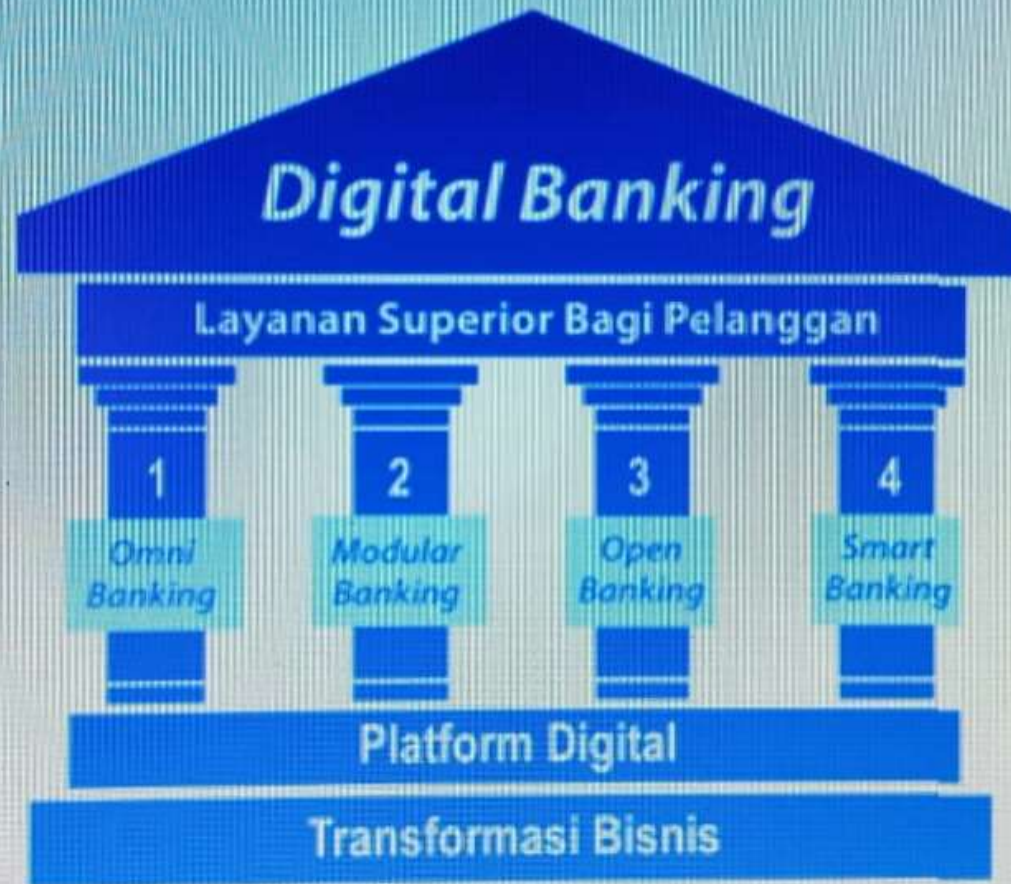 Digital Banking
Layanan Superior Bagi Pelanggan
1
Omni
Banking
2
Modular
Banking
3
Open
Banking
4
Smart
Banking
Platform Digital
Transformasi Bisnis